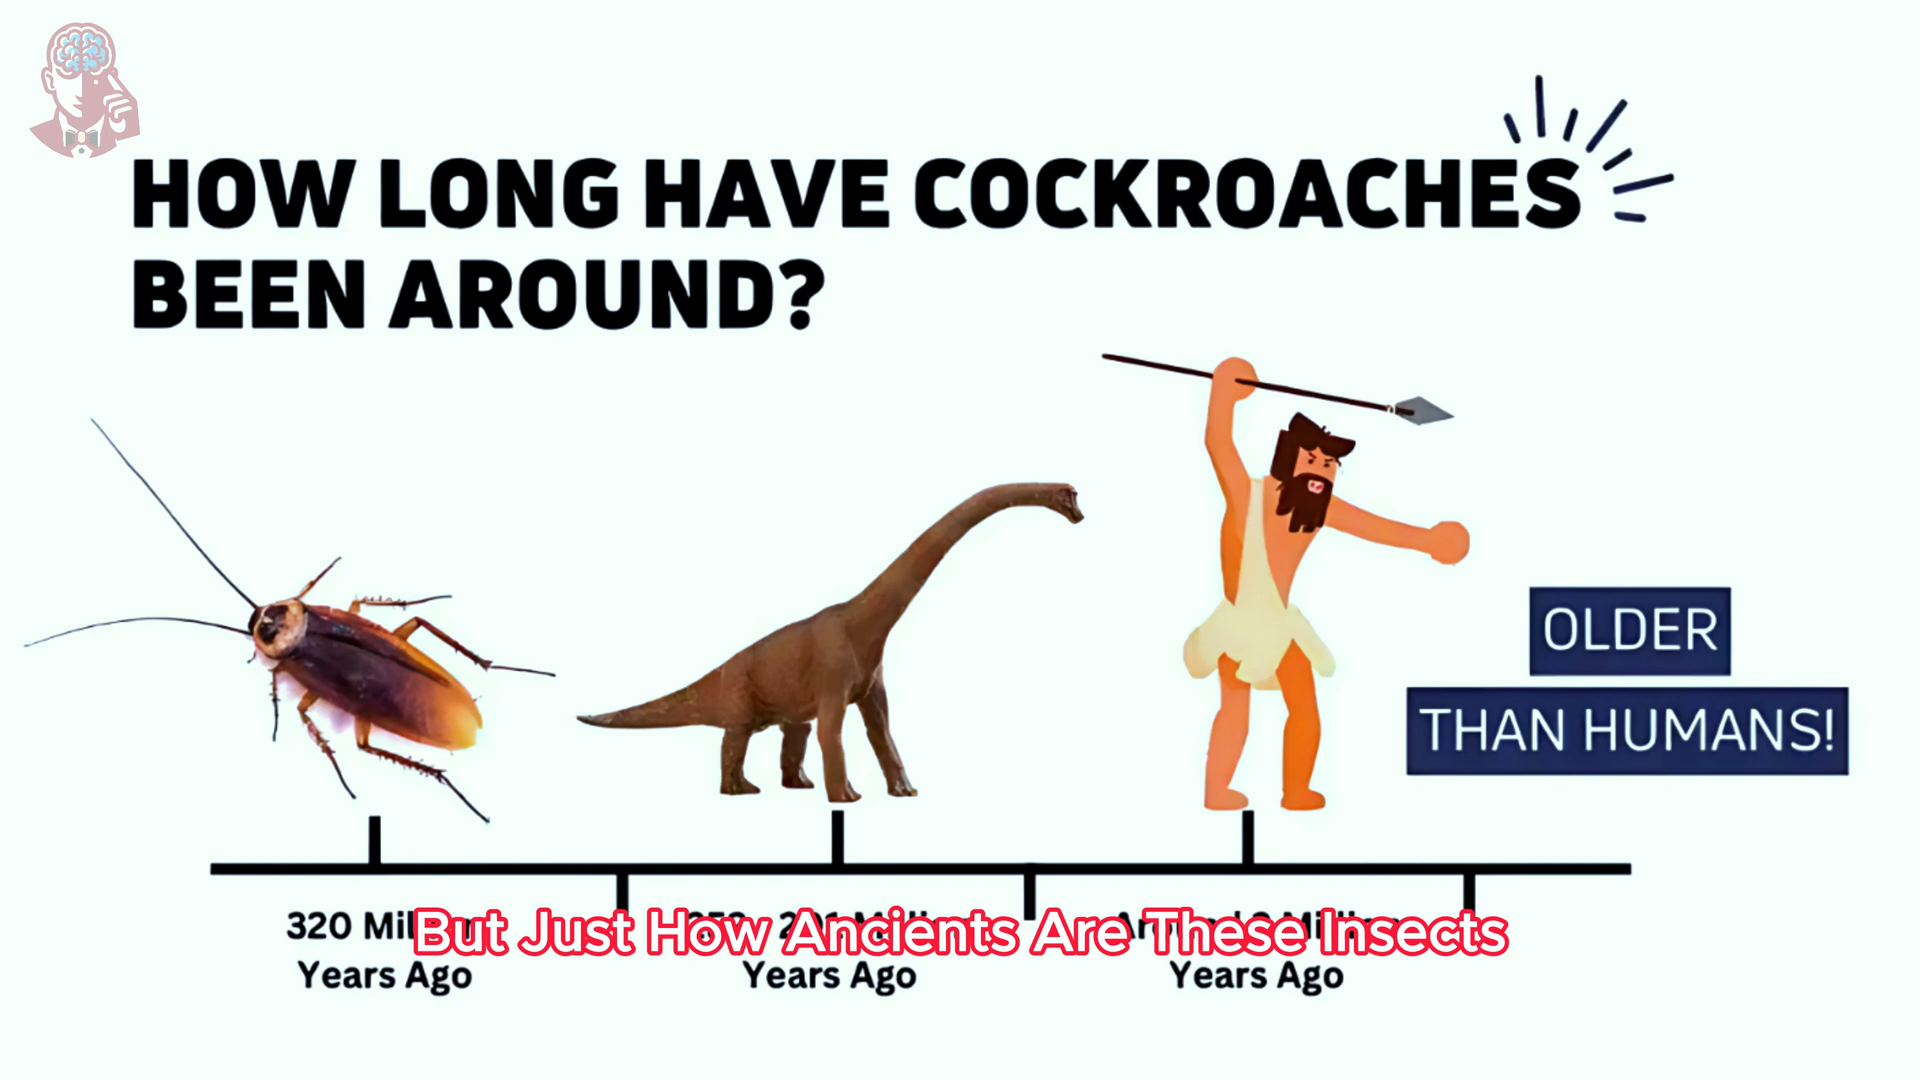 HOW LONG HAVE COCKROACHES
BEEN AROUND?
OLDER
THAN HUMANS!
320
But Just How Ancients Are These Insects
Years Ago
Years Ago
Years Ago